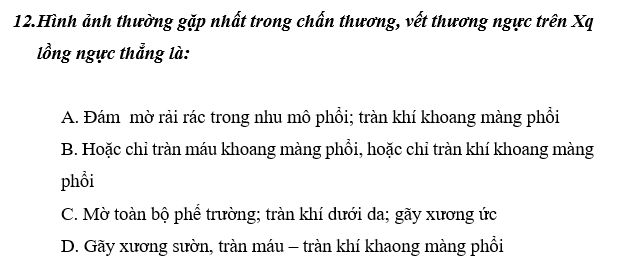 12.Hình ảnh thường gặp nhất trong chấn thương, vết thương ngực trên Xq
lồng ngực thẳng là:
A. Đám mờ rải rác trong nhu mô phổi; tràn khí khoang màng phổi
B. Hoặc chỉ tràn máu khoang màng phổi, hoặc chỉ tràn khí khoang màng
phổi
C. Mờ toàn bộ phế trường; tràn khí dưới da; gãy xương ức
D. Gãy xương sườn, tràn máu – tràn khí khaong màng phổi